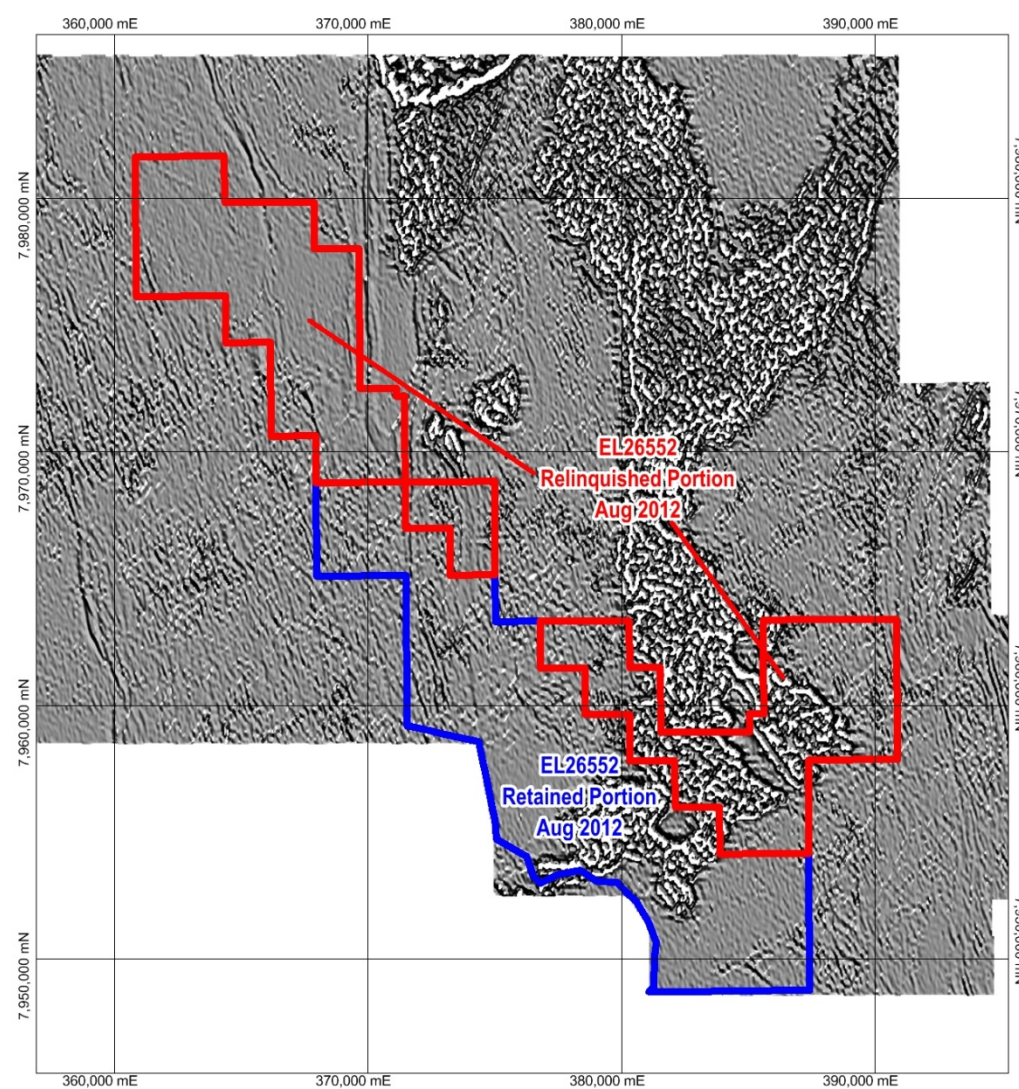 360,000 mE 370,000 mE 380,000 mE 390,000 mE
7,980,000 mN
7,970,000 mN
7,960,000 mN
7,950,000 mN
EL26552
Relinquished Portion
Aug 2012
EL26552
Retained Portion
Aug 2012
360,000 mE 370,000 mE 380,000 mE 390,000 mE